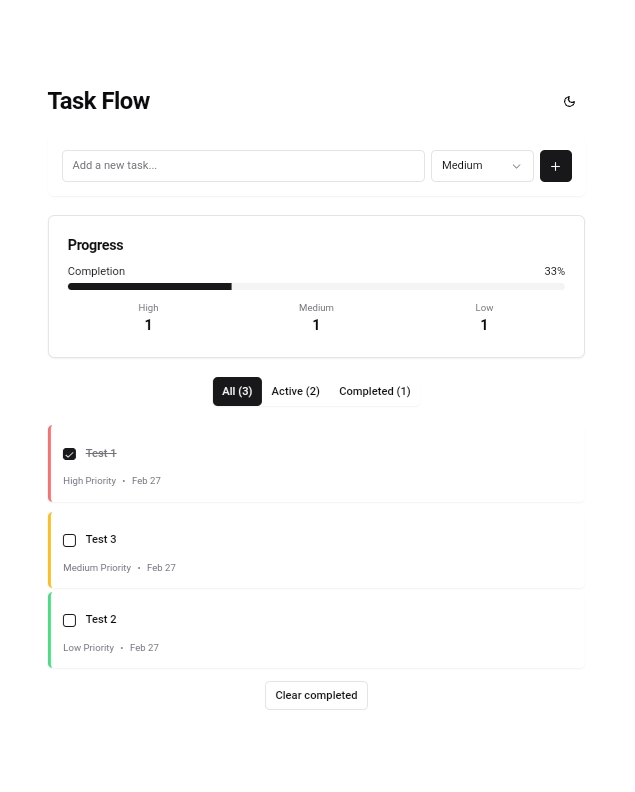 Task Flow
Add a new task...
Medium
Progress
Completion 33%
High Medium Low
1 1 1
All (3) Active (2) Completed (1)
Test 1
High Priority • Feb 27
Test 3
Medium Priority • Feb 27
Test 2
Low Priority • Feb 27
Clear completed